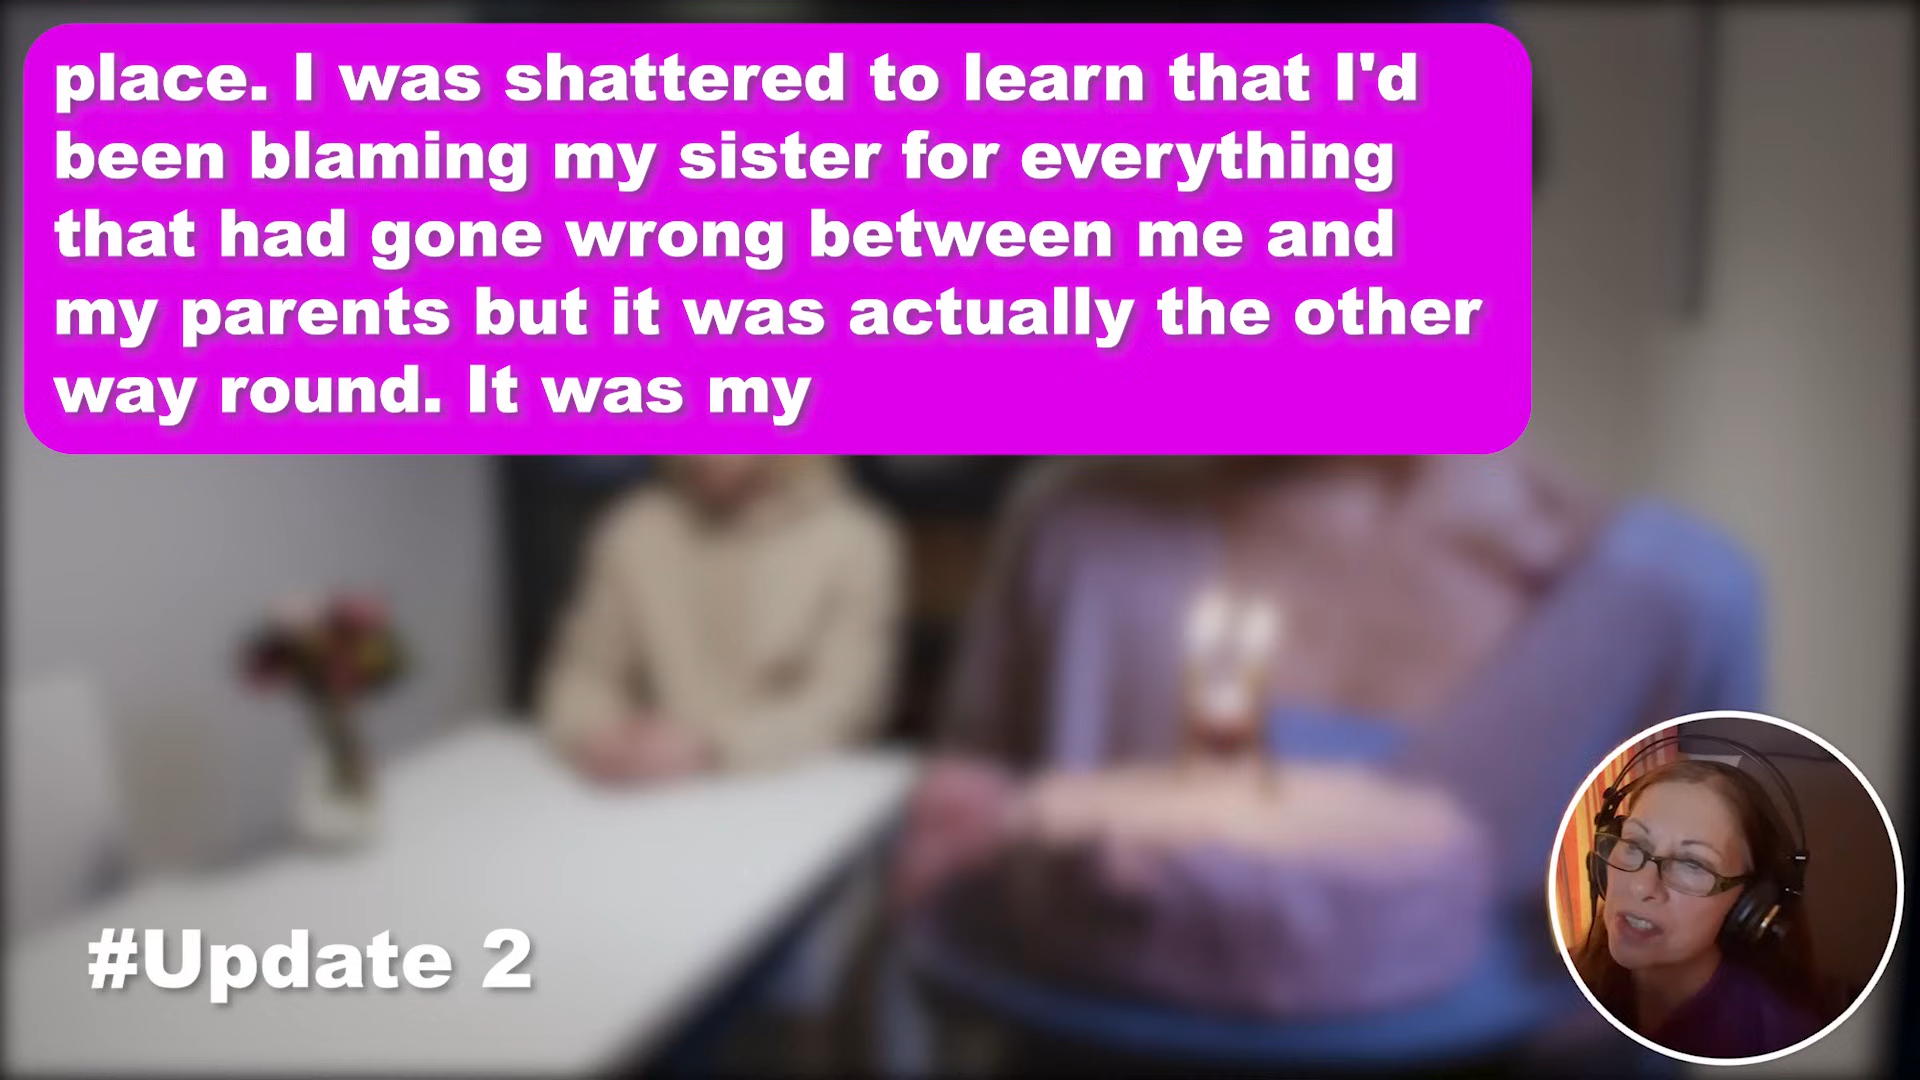 place. I was shattered to learn that I'd
been blaming my sister for everything
that had gone wrong between me and
my parents but it was actually the other
way round. It was my
#Update 2